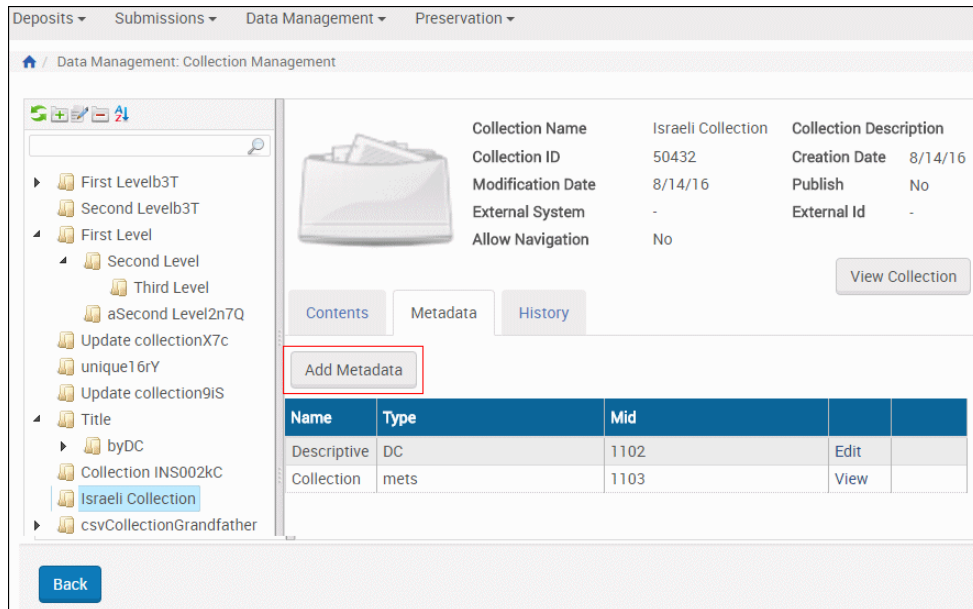 Deposits Submissions Data Management Preservation
/ Data Management: Collection Management
First Levelb3T
Second Levelb3T
First Level
Second Level
Third Level
aSecond Level2n7Q
Update collectionX7c
unique16rY
Update collection9iS
Title
byDC
Collection INS002kC
Israeli Collection
csvCollectionGrandfather
Collection Name Israeli Collection Collection Description
Collection ID 50432 Creation Date 8/14/16
Modification Date 8/14/16 Publish No
External System - External Id -
Allow Navigation No
View Collection
Contents Metadata History
Add Metadata
Name Type Mid
Descriptive DC 1102 Edit
Collection mets 1103 View
Back